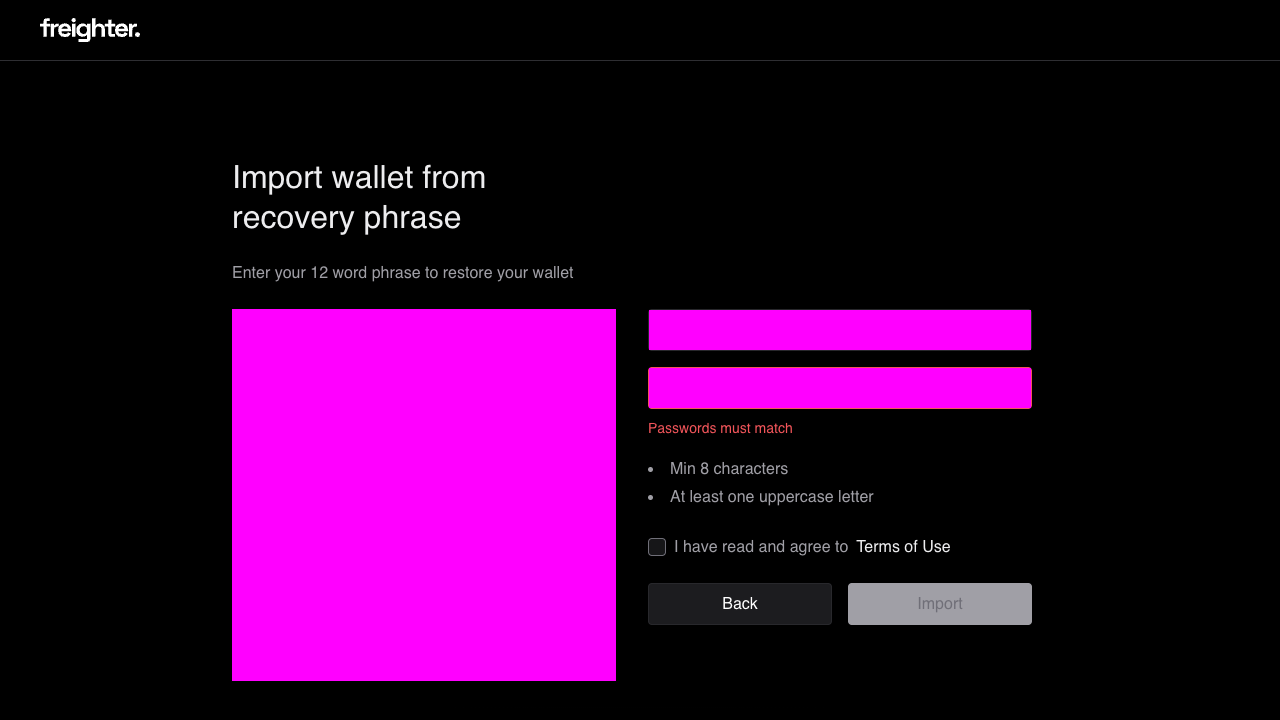 freighter.
Import wallet from
recovery phrase
Enter your 12 word phrase to restore your wallet
Passwords must match
Min 8 characters
At least one uppercase letter
I have read and agree to Terms of Use
Back
Import